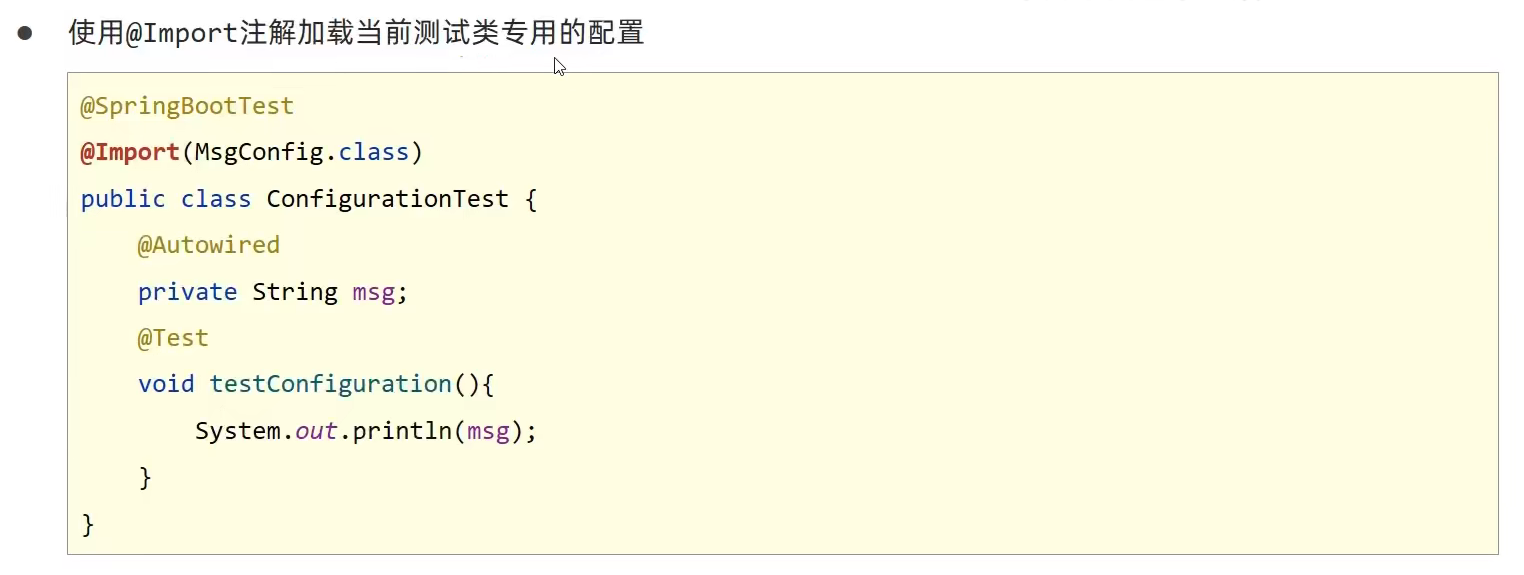 ● 使用@Import注解加载当前测试类专用的配置
@SpringBootTest
@Import(MsgConfig.class)
public class ConfigurationTest {
    @Autowired
    private String msg;
    @Test
    void testConfiguration(){
        System.out.println(msg);
    }
}